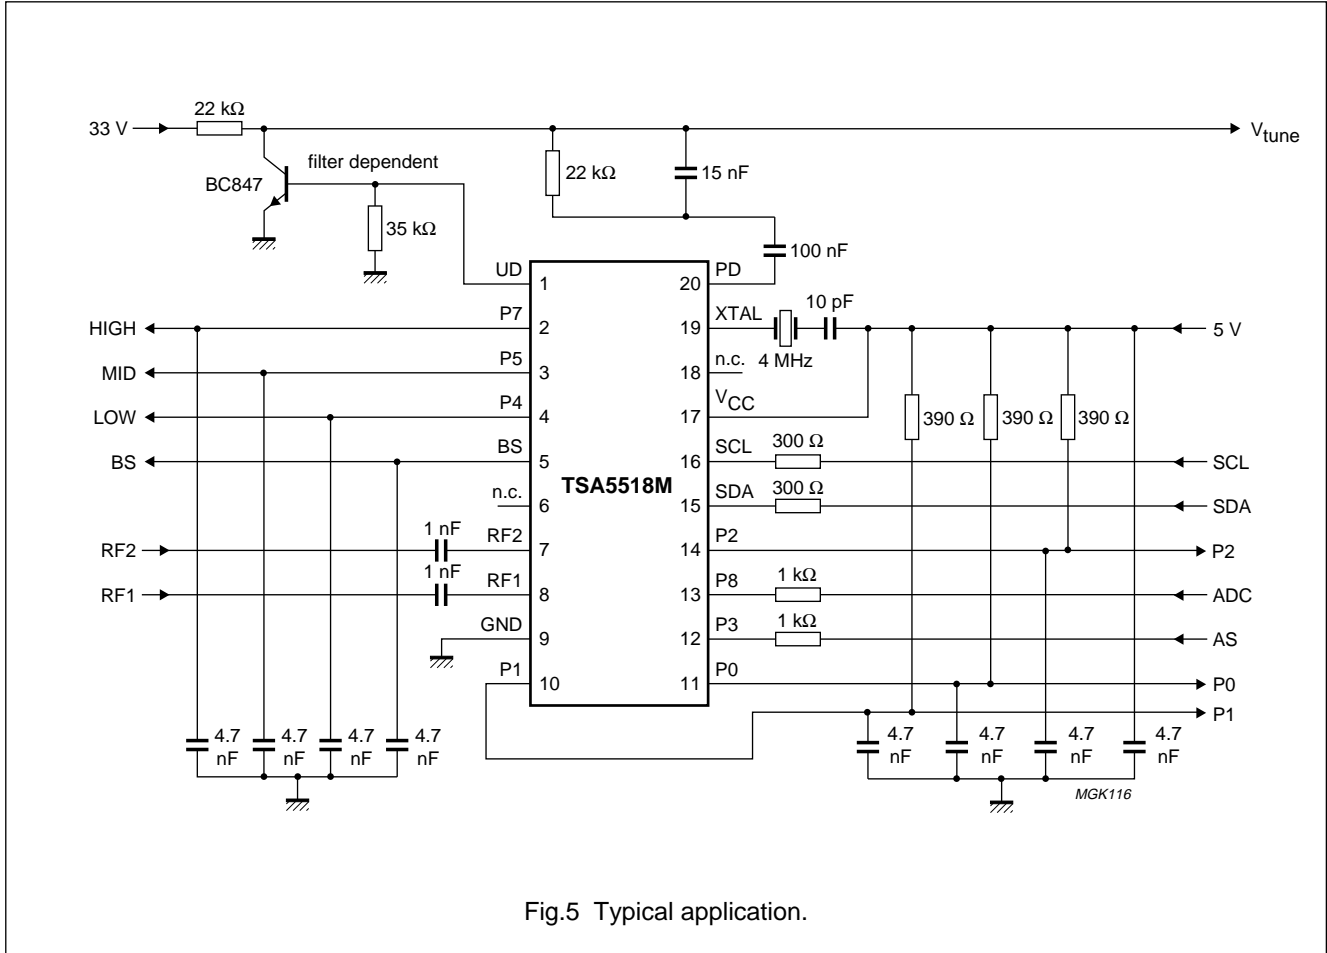 22 kΩ
33 V
V_tune
filter dependent
BC847
22 kΩ
15 nF
35 kΩ
100 nF
UD
1
PD
20
P7
2
XTAL
19
10 pF
HIGH
5 V
4 MHz
P5
3
n.c.
18
MID
P4
4
V_CC
17
LOW
390 Ω
390 Ω
390 Ω
BS
5
SCL
16
300 Ω
BS
SCL
TSA5518M
n.c.
6
SDA
15
300 Ω
SDA
1 nF
RF2
7
P2
14
RF2
P2
1 nF
RF1
8
P8
13
1 kΩ
RF1
ADC
GND
9
P3
12
1 kΩ
AS
P1
10
P0
11
P0
P1
4.7
nF
4.7
nF
4.7
nF
4.7
nF
4.7
nF
4.7
nF
4.7
nF
4.7
nF
MGK116
Fig.5 Typical application.